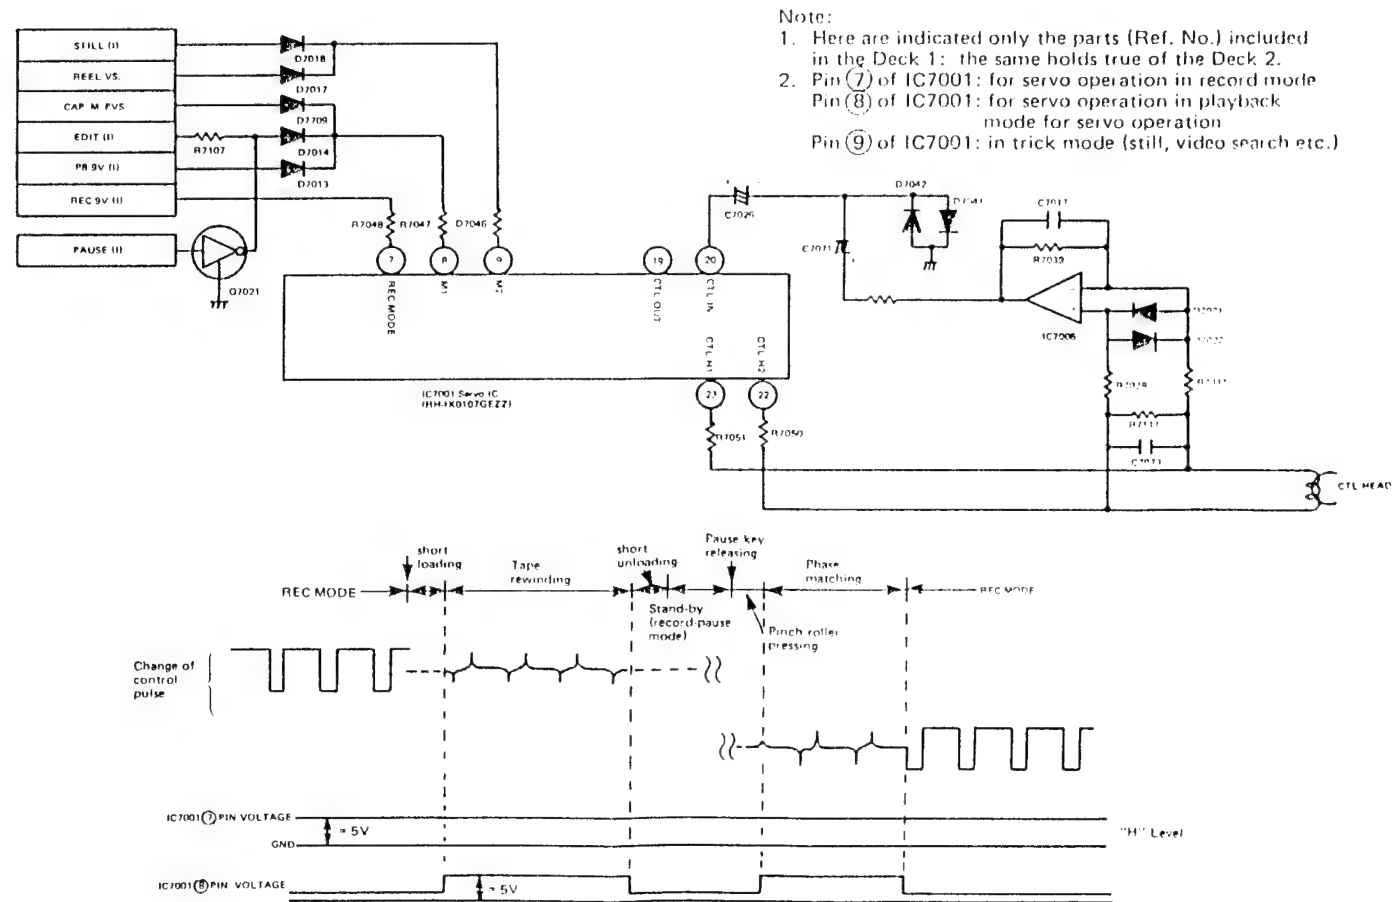 Note:
1. Here are indicated only the parts (Ref. No.) included
in the Deck 1: the same holds true of the Deck 2.
2. Pin (7) of IC7001: for servo operation in record mode
Pin (8) of IC7001: for servo operation in playback
mode for servo operation
Pin (9) of IC7001: in trick mode (still, video search etc.)
STILL (I)
REEL VS.
CAP. M. PVS
EDIT (I)
PB 9V (I)
REC 9V (I)
PAUSE (I)
D7018
D7017
D7709
D7014
D7013
R7107
Q7021
R7048
R7047
D7046
7
8
9
19
20
REC MODE
M1
M2
CTL OUT
CTL IN
CTL H1
CTL H2
23
22
IC7001 Servo IC
(RH-IX0107GEZZ)
R7051
R7050
C7026
C7071
D7042
R7039
IC7006
C7073
CTL HEAD
REC MODE
short
loading
Tape
rewinding
short
unloading
Stand-by
(record-pause
mode)
Pause key
releasing
Pinch roller
pressing
Phase
matching
REC MODE
Change of
control
pulse
IC7001 (7) PIN VOLTAGE
≈ 5V
GND
"H" Level
IC7001 (8) PIN VOLTAGE
≈ 5V